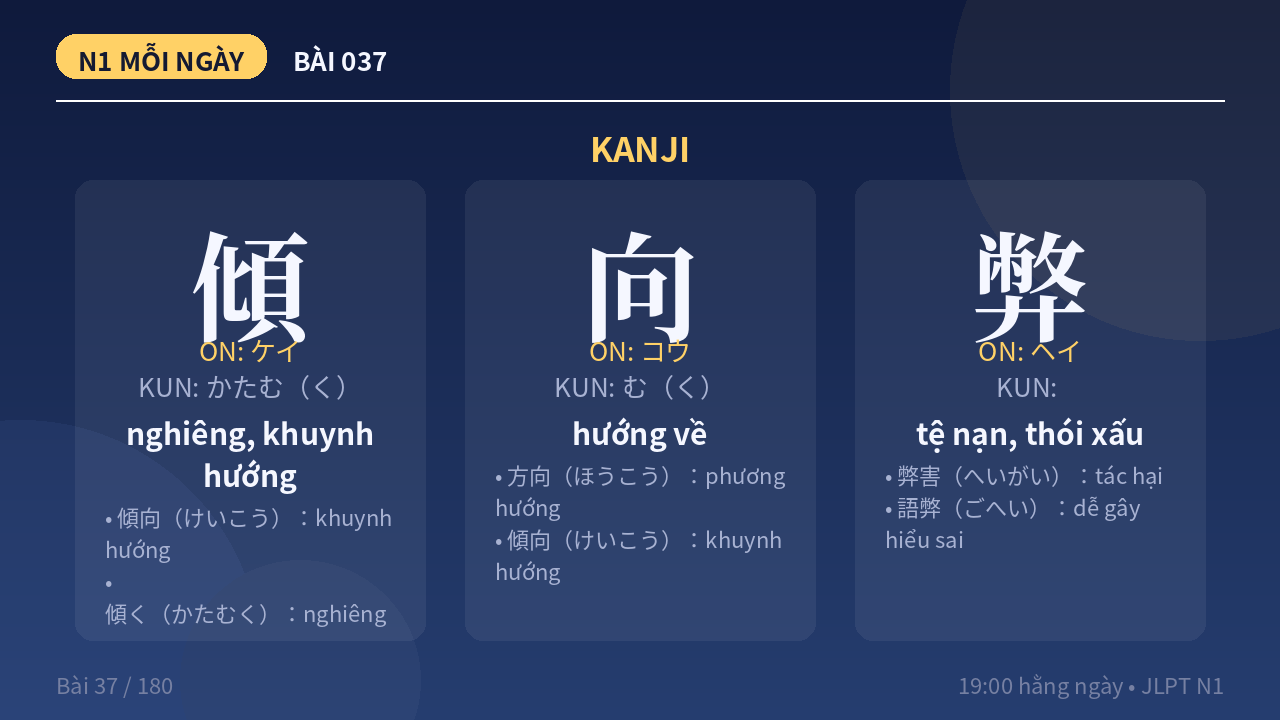 N1 MỖI NGÀY
BÀI 037
KANJI
傾
ON: ケイ
KUN: かたむ（く）
nghiêng, khuynh
hướng
• 傾向（けいこう）：khuynh
hướng
•
傾く（かたむく）：nghiêng
向
ON: コウ
KUN: む（く）
hướng về
• 方向（ほうこう）：phương
hướng
• 傾向（けいこう）：khuynh
hướng
弊
ON: ヘイ
KUN:
tệ nạn, thói xấu
• 弊害（へいがい）：tác hại
• 語弊（ごへい）：dễ gây
hiểu sai
Bài 37 / 180
19:00 hằng ngày • JLPT N1